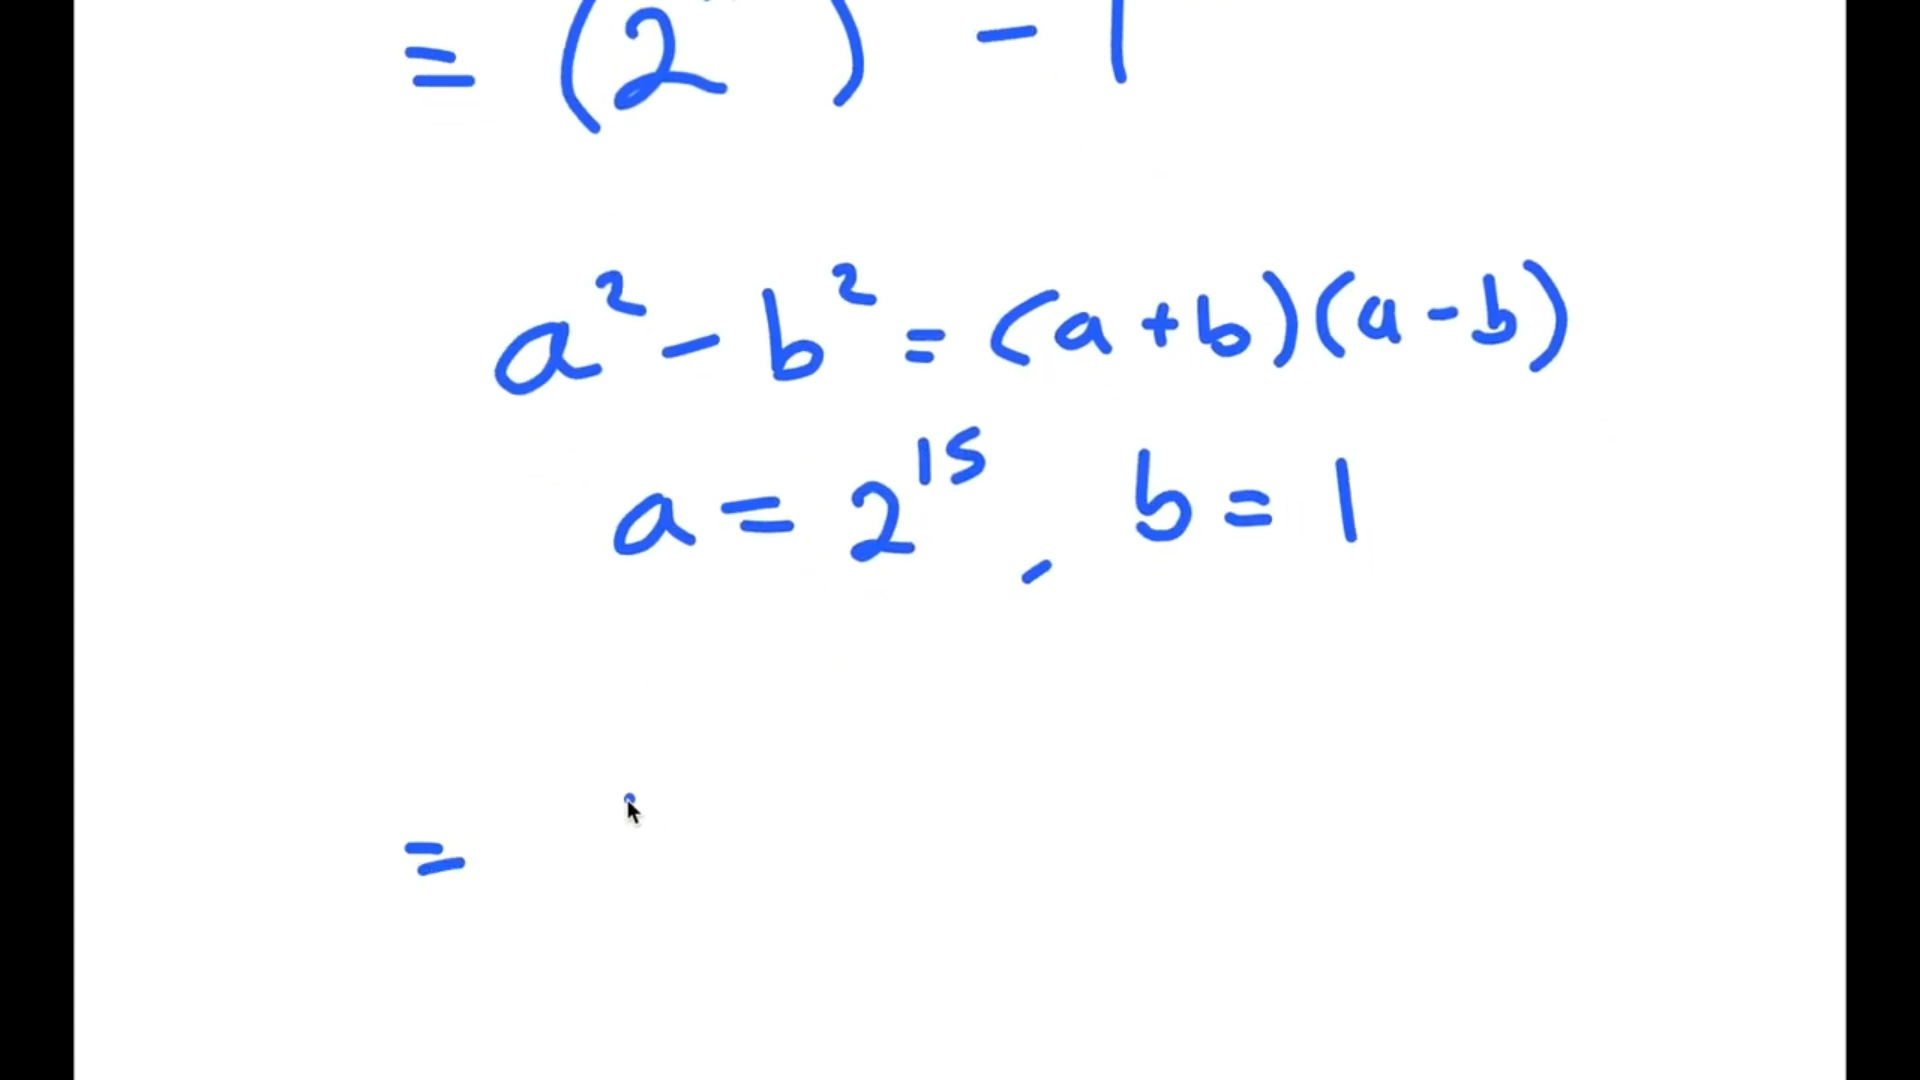 = (2 ) - 1
a² - b² = (a + b)(a - b)
a = 2¹⁵, b = 1
=